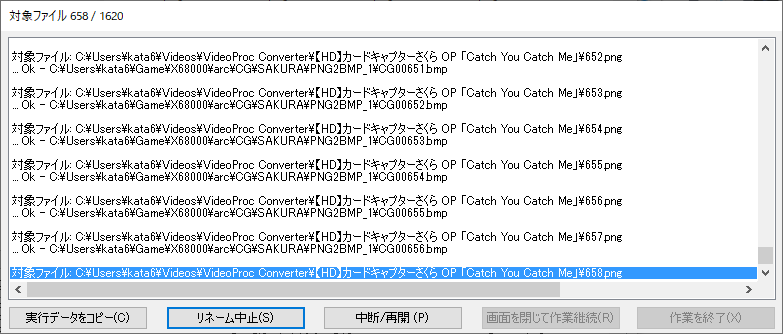 対象ファイル 658 / 1620
対象ファイル: C:¥Users¥kata6¥Videos¥VideoProc Converter¥【HD】カードキャプターさくら OP 「Catch You Catch Me」¥652.png
... Ok - C:¥Users¥kata6¥Game¥X68000¥arc¥CG¥SAKURA¥PNG2BMP_1¥CG00651.bmp
対象ファイル: C:¥Users¥kata6¥Videos¥VideoProc Converter¥【HD】カードキャプターさくら OP 「Catch You Catch Me」¥653.png
... Ok - C:¥Users¥kata6¥Game¥X68000¥arc¥CG¥SAKURA¥PNG2BMP_1¥CG00652.bmp
対象ファイル: C:¥Users¥kata6¥Videos¥VideoProc Converter¥【HD】カードキャプターさくら OP 「Catch You Catch Me」¥654.png
... Ok - C:¥Users¥kata6¥Game¥X68000¥arc¥CG¥SAKURA¥PNG2BMP_1¥CG00653.bmp
対象ファイル: C:¥Users¥kata6¥Videos¥VideoProc Converter¥【HD】カードキャプターさくら OP 「Catch You Catch Me」¥655.png
... Ok - C:¥Users¥kata6¥Game¥X68000¥arc¥CG¥SAKURA¥PNG2BMP_1¥CG00654.bmp
対象ファイル: C:¥Users¥kata6¥Videos¥VideoProc Converter¥【HD】カードキャプターさくら OP 「Catch You Catch Me」¥656.png
... Ok - C:¥Users¥kata6¥Game¥X68000¥arc¥CG¥SAKURA¥PNG2BMP_1¥CG00655.bmp
対象ファイル: C:¥Users¥kata6¥Videos¥VideoProc Converter¥【HD】カードキャプターさくら OP 「Catch You Catch Me」¥657.png
... Ok - C:¥Users¥kata6¥Game¥X68000¥arc¥CG¥SAKURA¥PNG2BMP_1¥CG00656.bmp
対象ファイル: C:¥Users¥kata6¥Videos¥VideoProc Converter¥【HD】カードキャプターさくら OP 「Catch You Catch Me」¥658.png
実行データをコピー(C) リネーム中止(S) 中断/再開 (P) 画面を閉じて作業継続(R) 作業を終了(X)